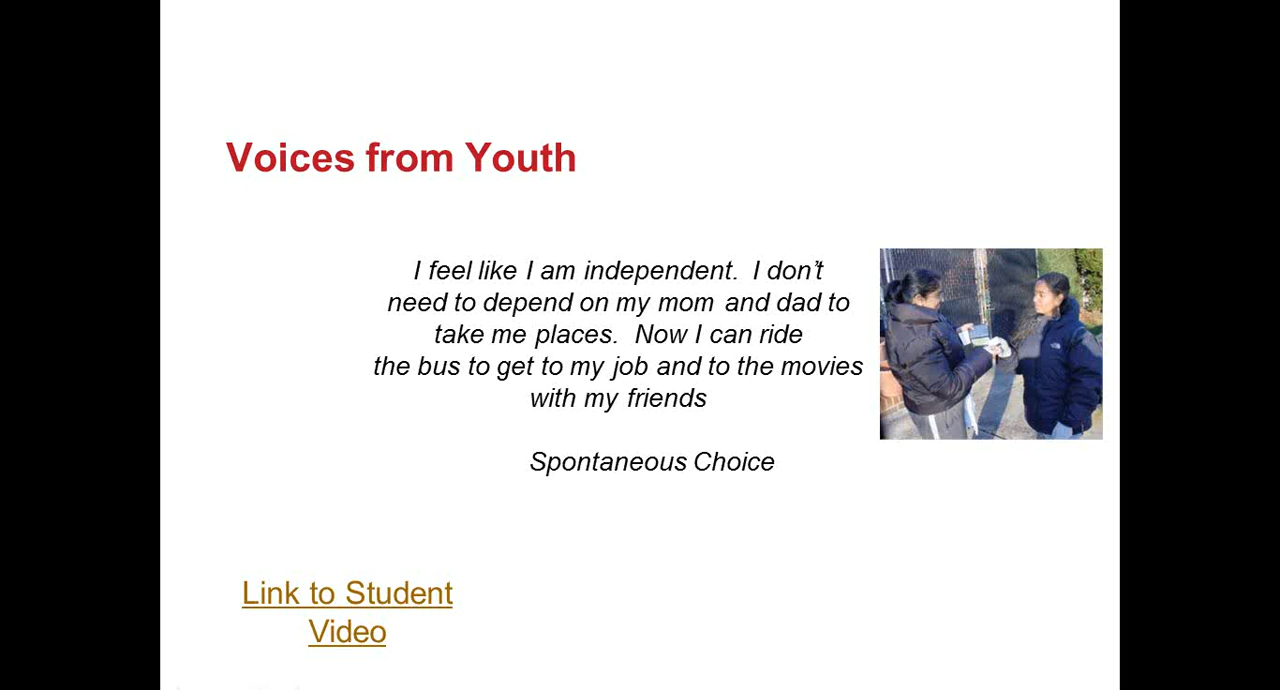 Voices from Youth
I feel like I am independent. I don't
need to depend on my mom and dad to
take me places. Now I can ride
the bus to get to my job and to the movies
with my friends
Spontaneous Choice
Link to Student
Video